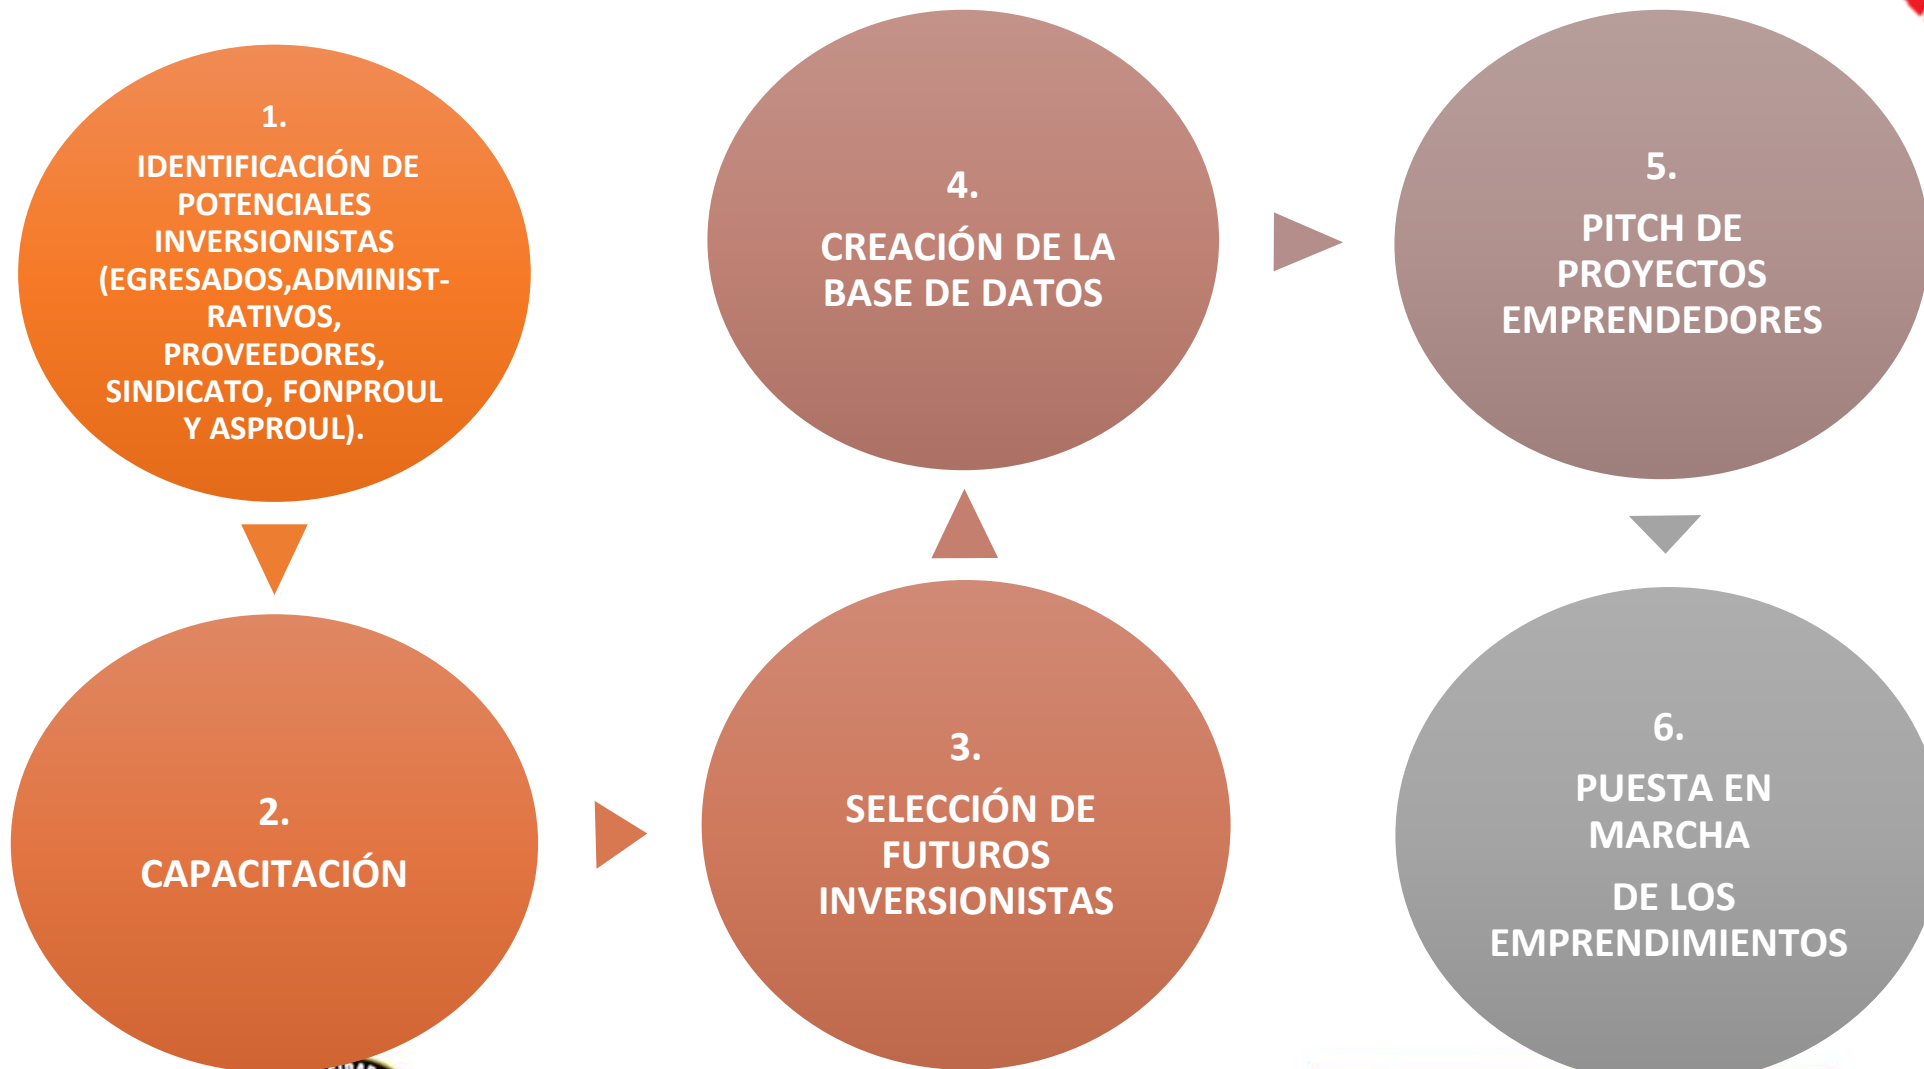 1.
IDENTIFICACIÓN DE
POTENCIALES
INVERSIONISTAS
(EGRESADOS,ADMINIST-
RATIVOS,
PROVEEDORES,
SINDICATO, FONPROUL
Y ASPROUL).
2.
CAPACITACIÓN
3.
SELECCIÓN DE
FUTUROS
INVERSIONISTAS
4.
CREACIÓN DE LA
BASE DE DATOS
5.
PITCH DE
PROYECTOS
EMPRENDEDORES
6.
PUESTA EN
MARCHA
DE LOS
EMPRENDIMIENTOS